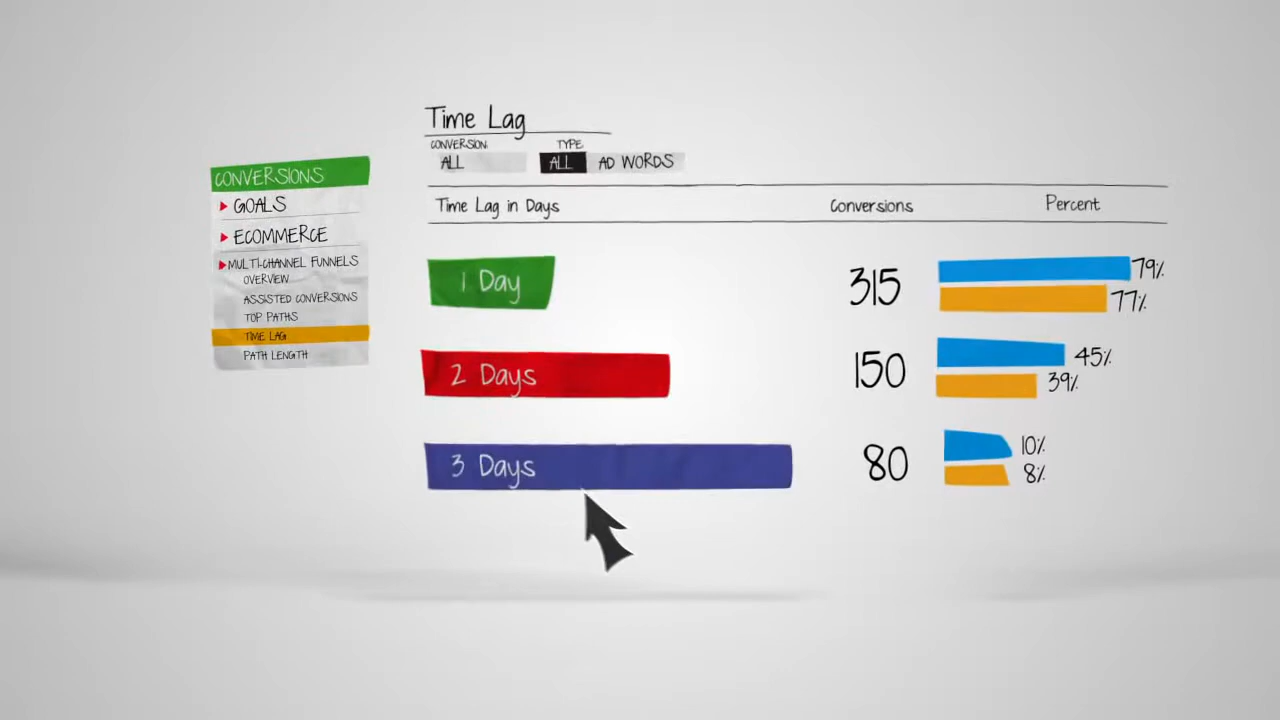 Time Lag
CONVERSION: TYPE:
ALL ALL AD WORDS
CONVERSIONS
GOALS
ECOMMERCE
MULTI-CHANNEL FUNNELS
OVERVIEW
ASSISTED CONVERSIONS
TOP PATHS
TIME LAG
PATH LENGTH
Time Lag in Days Conversions Percent
1 Day 315 79%
77%
2 Days 150 45%
39%
3 Days 80 10%
8%